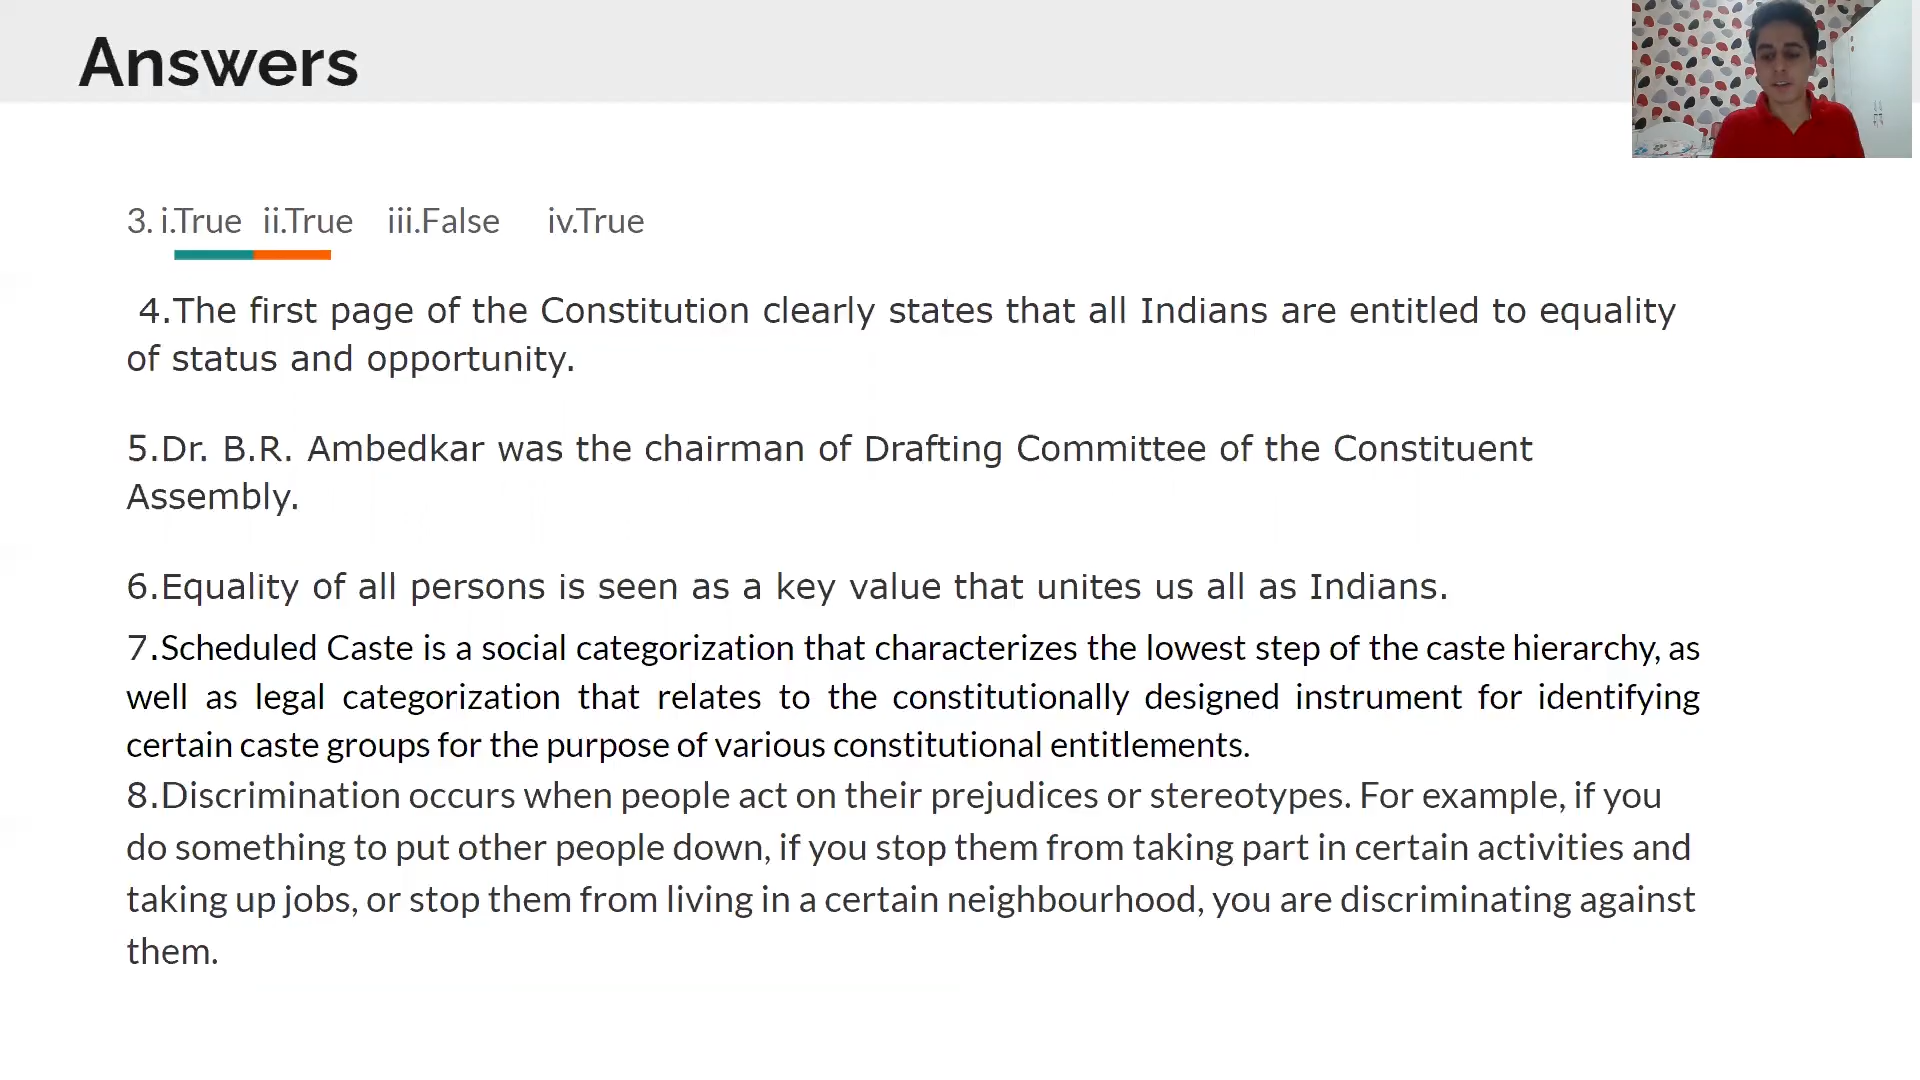 Answers
3. i.True ii.True iii.False iv.True
4.The first page of the Constitution clearly states that all Indians are entitled to equality
of status and opportunity.
5.Dr. B.R. Ambedkar was the chairman of Drafting Committee of the Constituent
Assembly.
6.Equality of all persons is seen as a key value that unites us all as Indians.
7.Scheduled Caste is a social categorization that characterizes the lowest step of the caste hierarchy, as
well as legal categorization that relates to the constitutionally designed instrument for identifying
certain caste groups for the purpose of various constitutional entitlements.
8.Discrimination occurs when people act on their prejudices or stereotypes. For example, if you
do something to put other people down, if you stop them from taking part in certain activities and
taking up jobs, or stop them from living in a certain neighbourhood, you are discriminating against
them.